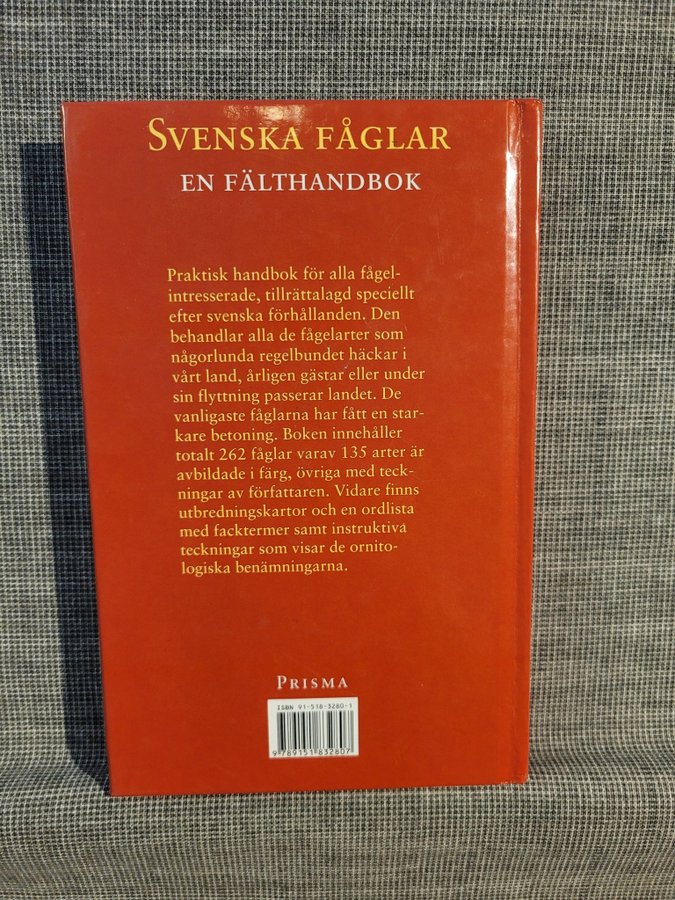 SVENSKA FÅGLAR
EN FÄLTHANDBOK
Praktisk handbok för alla fågel-
intresserade, tillrättalagd speciellt
efter svenska förhållanden. Den
behandlar alla de fågelarter som
någorlunda regelbundet häckar i
vårt land, årligen gästar eller under
sin flyttning passerar landet. De
vanligaste fåglarna har fått en star-
kare betoning. Boken innehåller
totalt 262 fåglar varav 135 arter är
avbildade i färg, övriga med teck-
ningar av författaren. Vidare finns
utbredningskartor och en ordlista
med facktermer samt instruktiva
teckningar som visar de ornito-
logiska benämningarna.
PRISMA
ISBN 91-518-3280-1
9 789151 832807